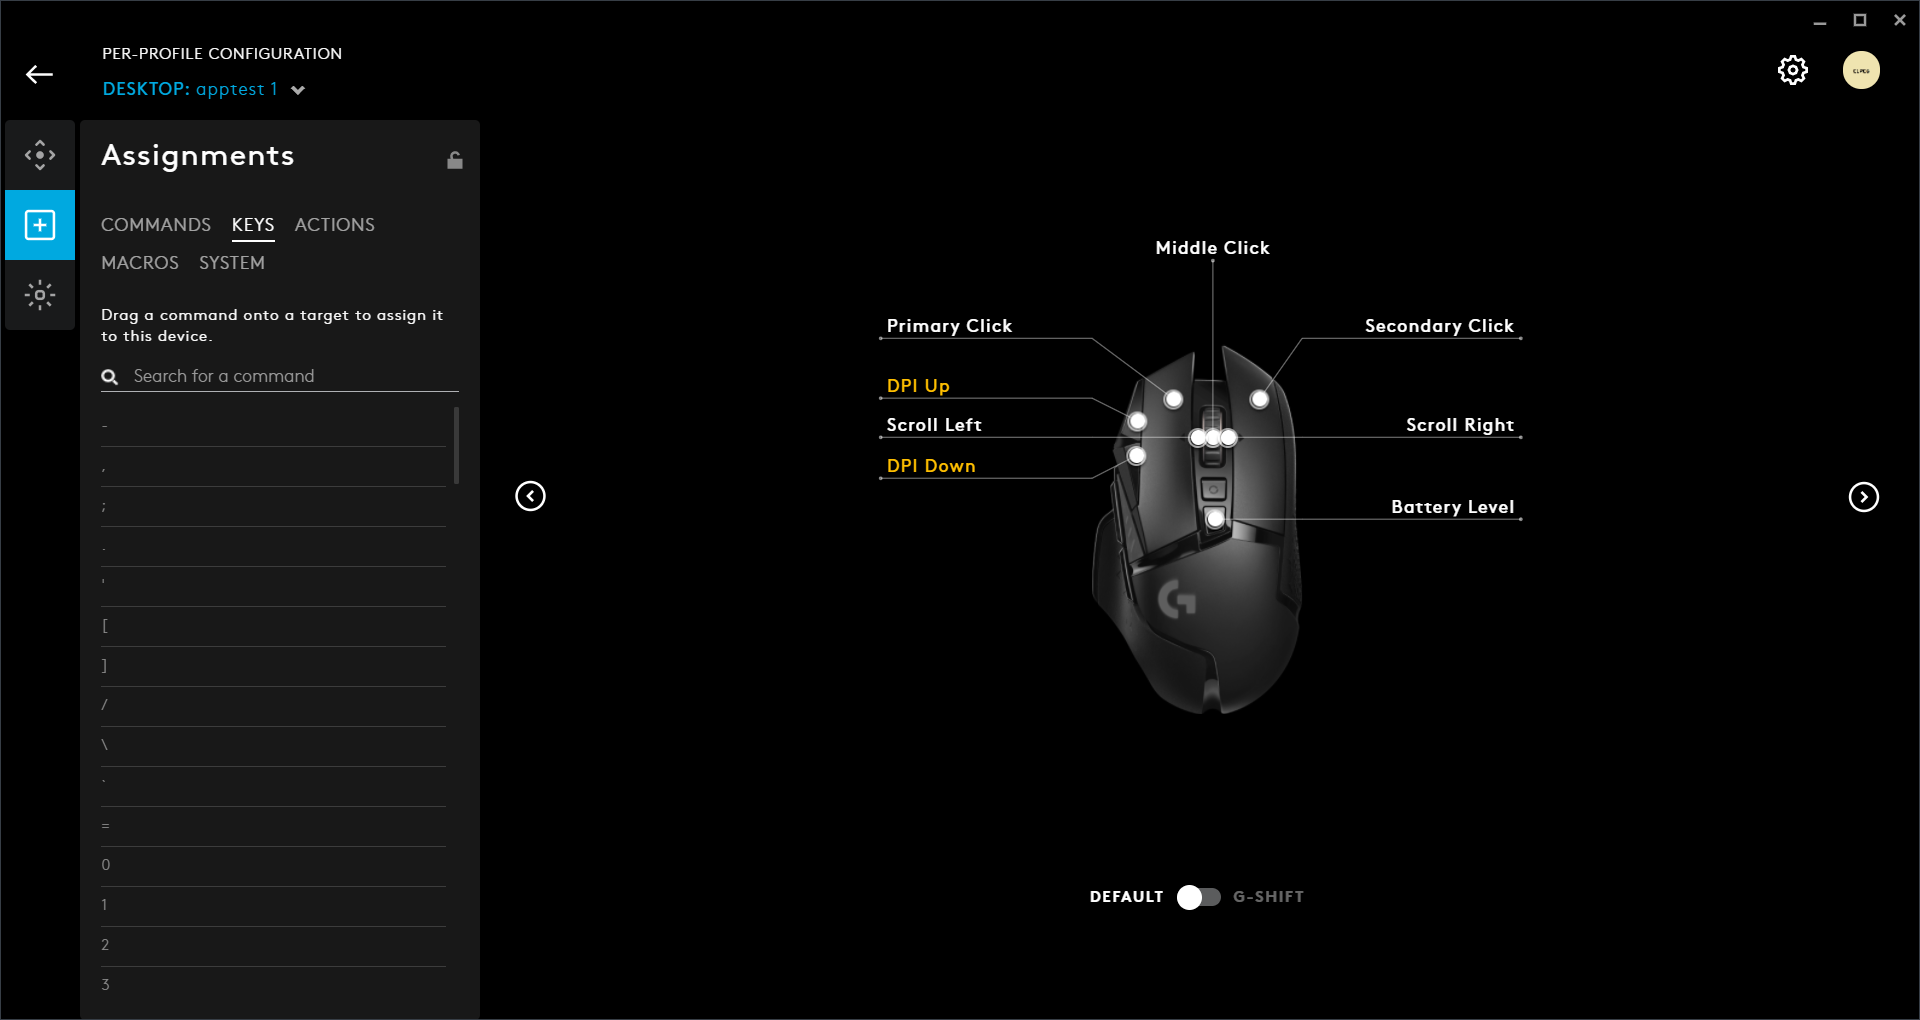 PER-PROFILE CONFIGURATION
DESKTOP: apptest 1
Assignments
COMMANDS KEYS ACTIONS
MACROS SYSTEM
Drag a command onto a target to assign it
to this device.
Search for a command
-
,
;
.
'
[
]
/
\
`
=
0
1
2
3
Middle Click
Primary Click
Secondary Click
DPI Up
Scroll Left
Scroll Right
DPI Down
Battery Level
DEFAULT G-SHIFT